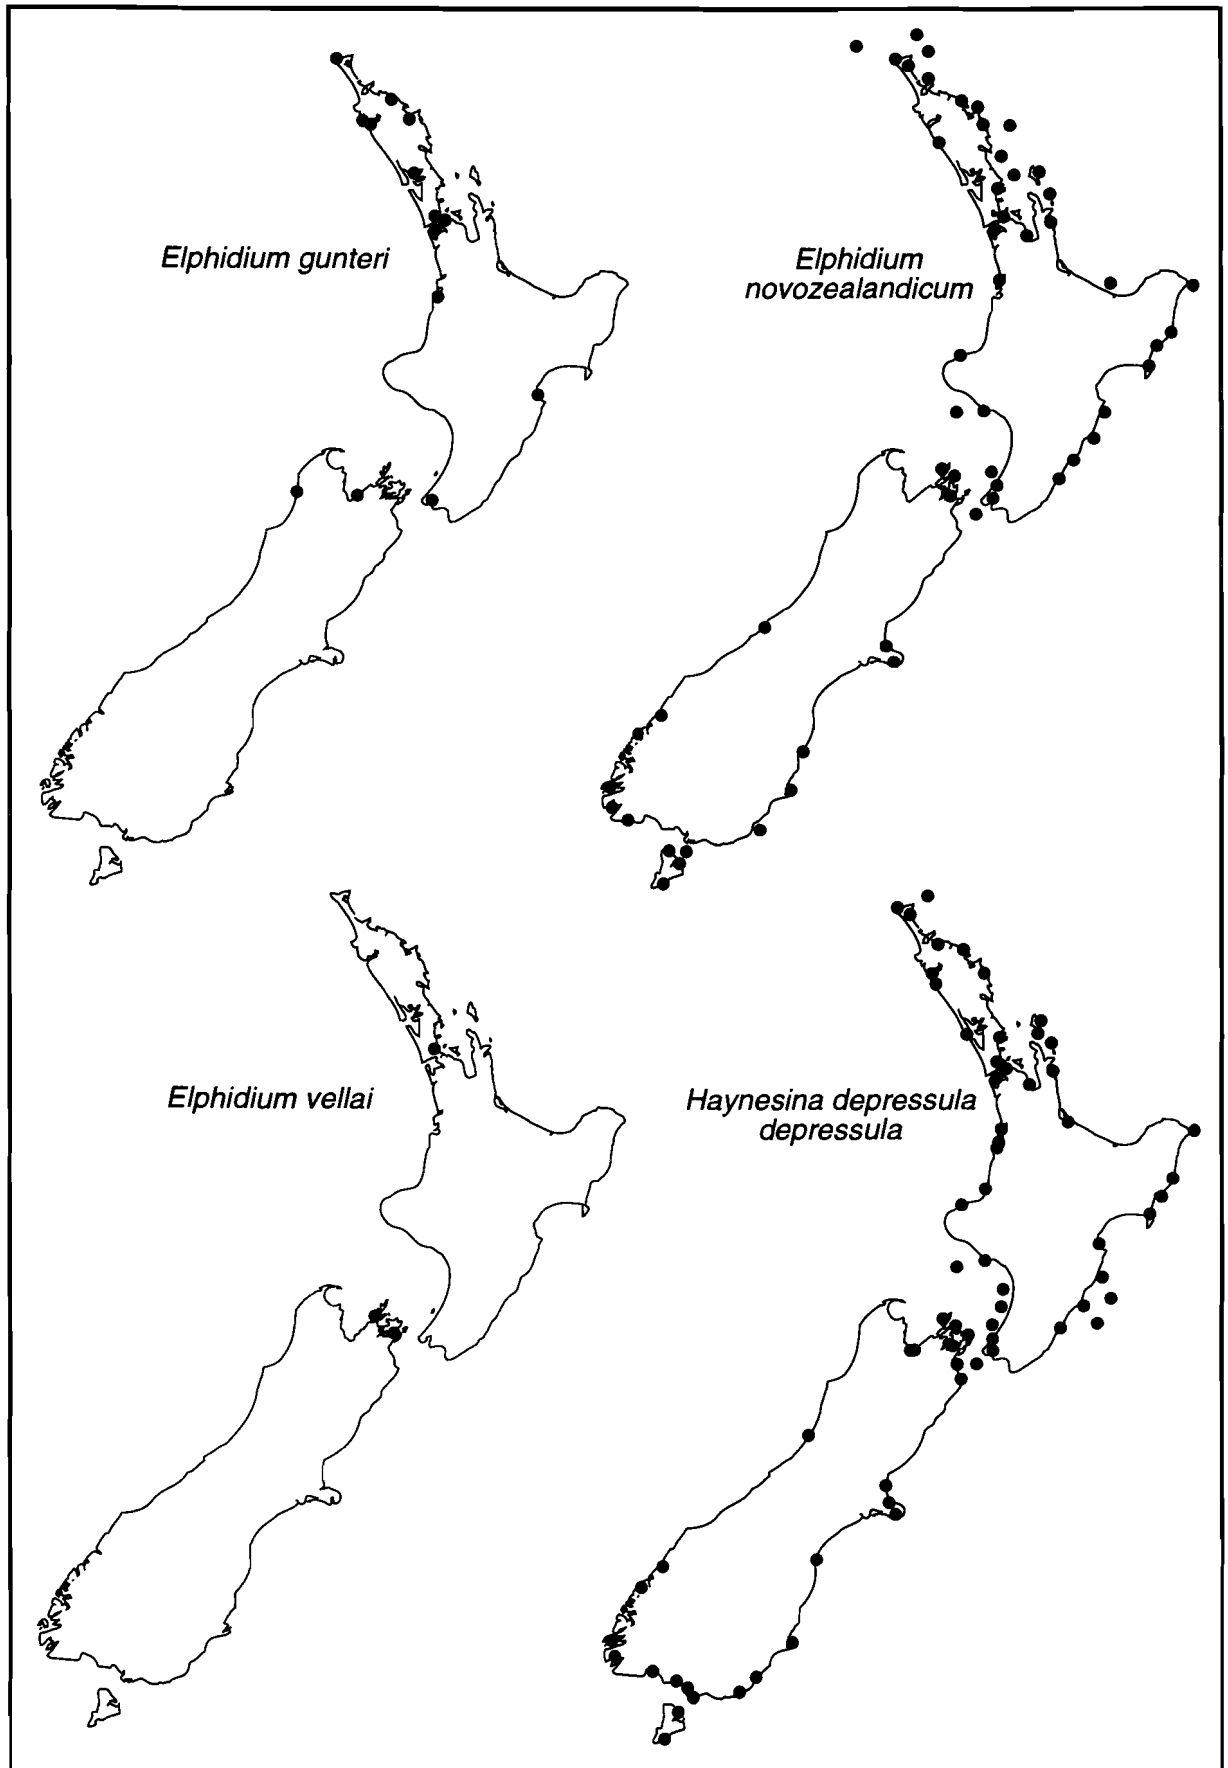 Elphidium gunteri
Elphidium
novozealandicum
Elphidium vellai
Haynesina depressula
depressula